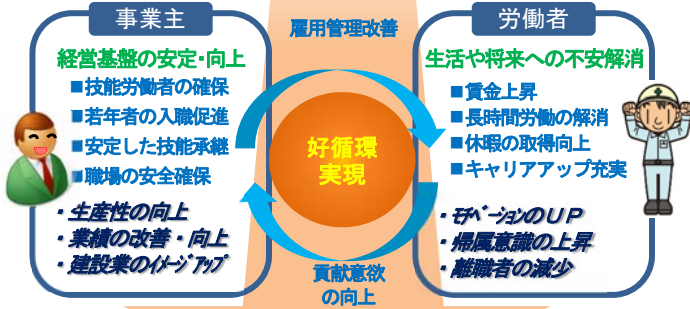 事業主
経営基盤の安定・向上
■技能労働者の確保
■若年者の入職促進
■安定した技能承継
■職場の安全確保
・生産性の向上
・業績の改善・向上
・建設業のｲﾒｰｼﾞｱｯﾌﾟ
雇用管理改善
好循環
実現
貢献意欲
の向上
労働者
生活や将来への不安解消
■賃金上昇
■長時間労働の解消
■休暇の取得向上
■キャリアアップ充実
・ﾓﾁﾍﾞｰｼｮﾝのＵＰ
・帰属意識の上昇
・離職者の減少